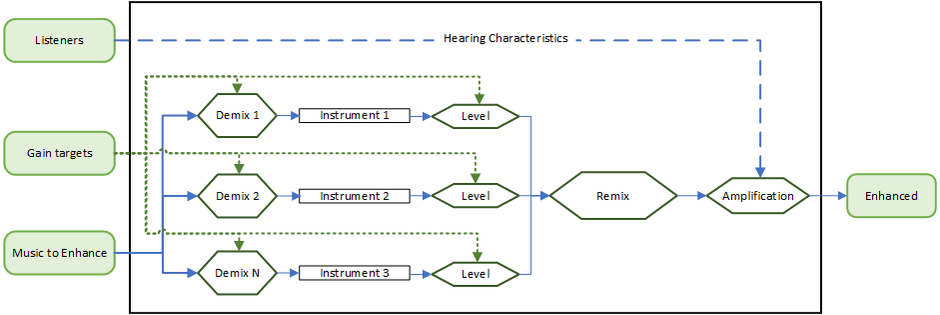 Listeners
Hearing Characteristics
Demix 1
Instrument 1
Level
Gain targets
Demix 2
Instrument 2
Level
Remix
Amplification
Enhanced
Music to Enhance
Demix N
Instrument 3
Level